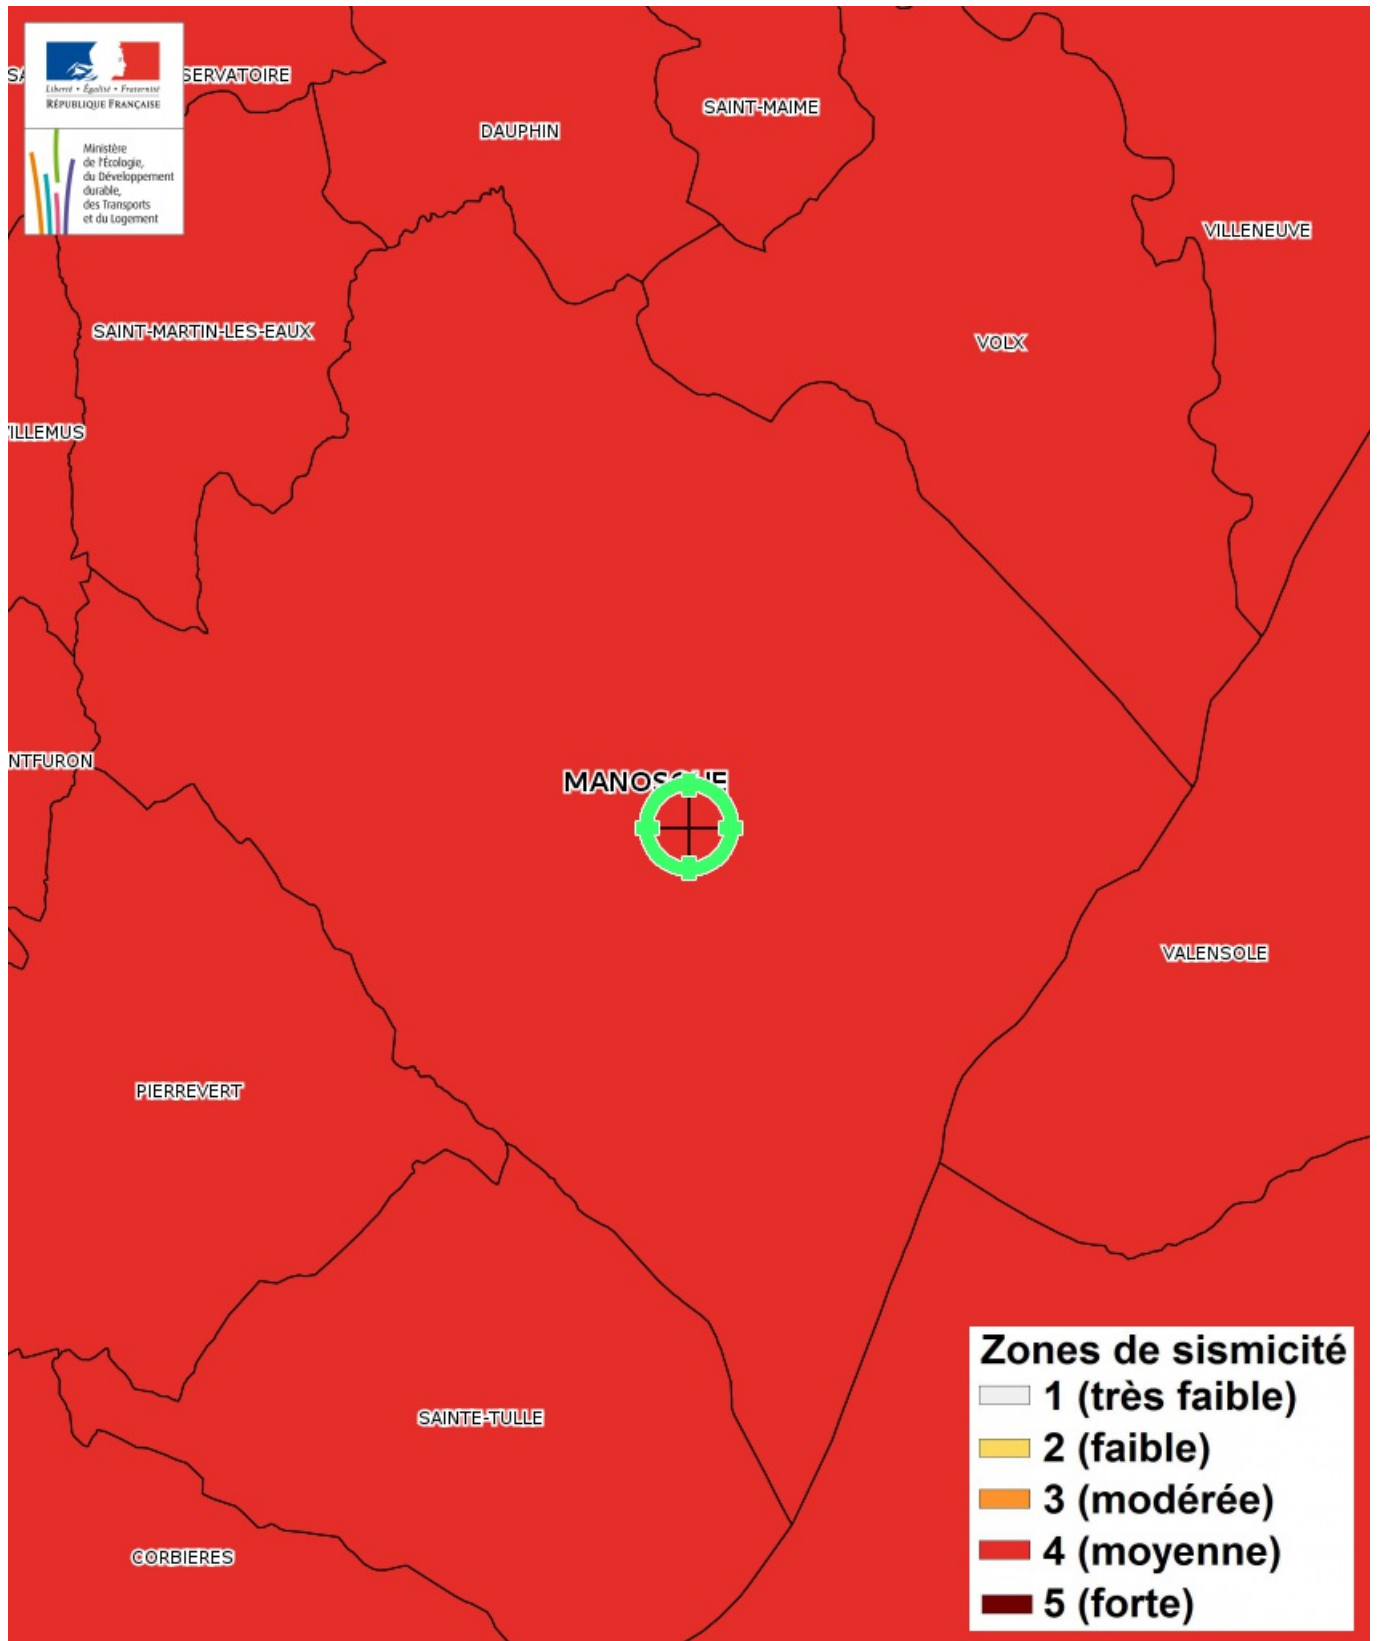 Liberté • Égalité • Fraternité
RÉPUBLIQUE FRANÇAISE
Ministère
de l'Écologie,
du Développement
durable,
des Transports
et du Logement
SA SERVATOIRE
DAUPHIN
SAINT-MAIME
VILLENEUVE
SAINT-MARTIN-LES-EAUX
VOLX
ILLEMUS
NTFURON
MANOSQUE
VALENSOLE
PIERREVERT
SAINTE-TULLE
CORBIERES
Zones de sismicité
1 (très faible)
2 (faible)
3 (modérée)
4 (moyenne)
5 (forte)